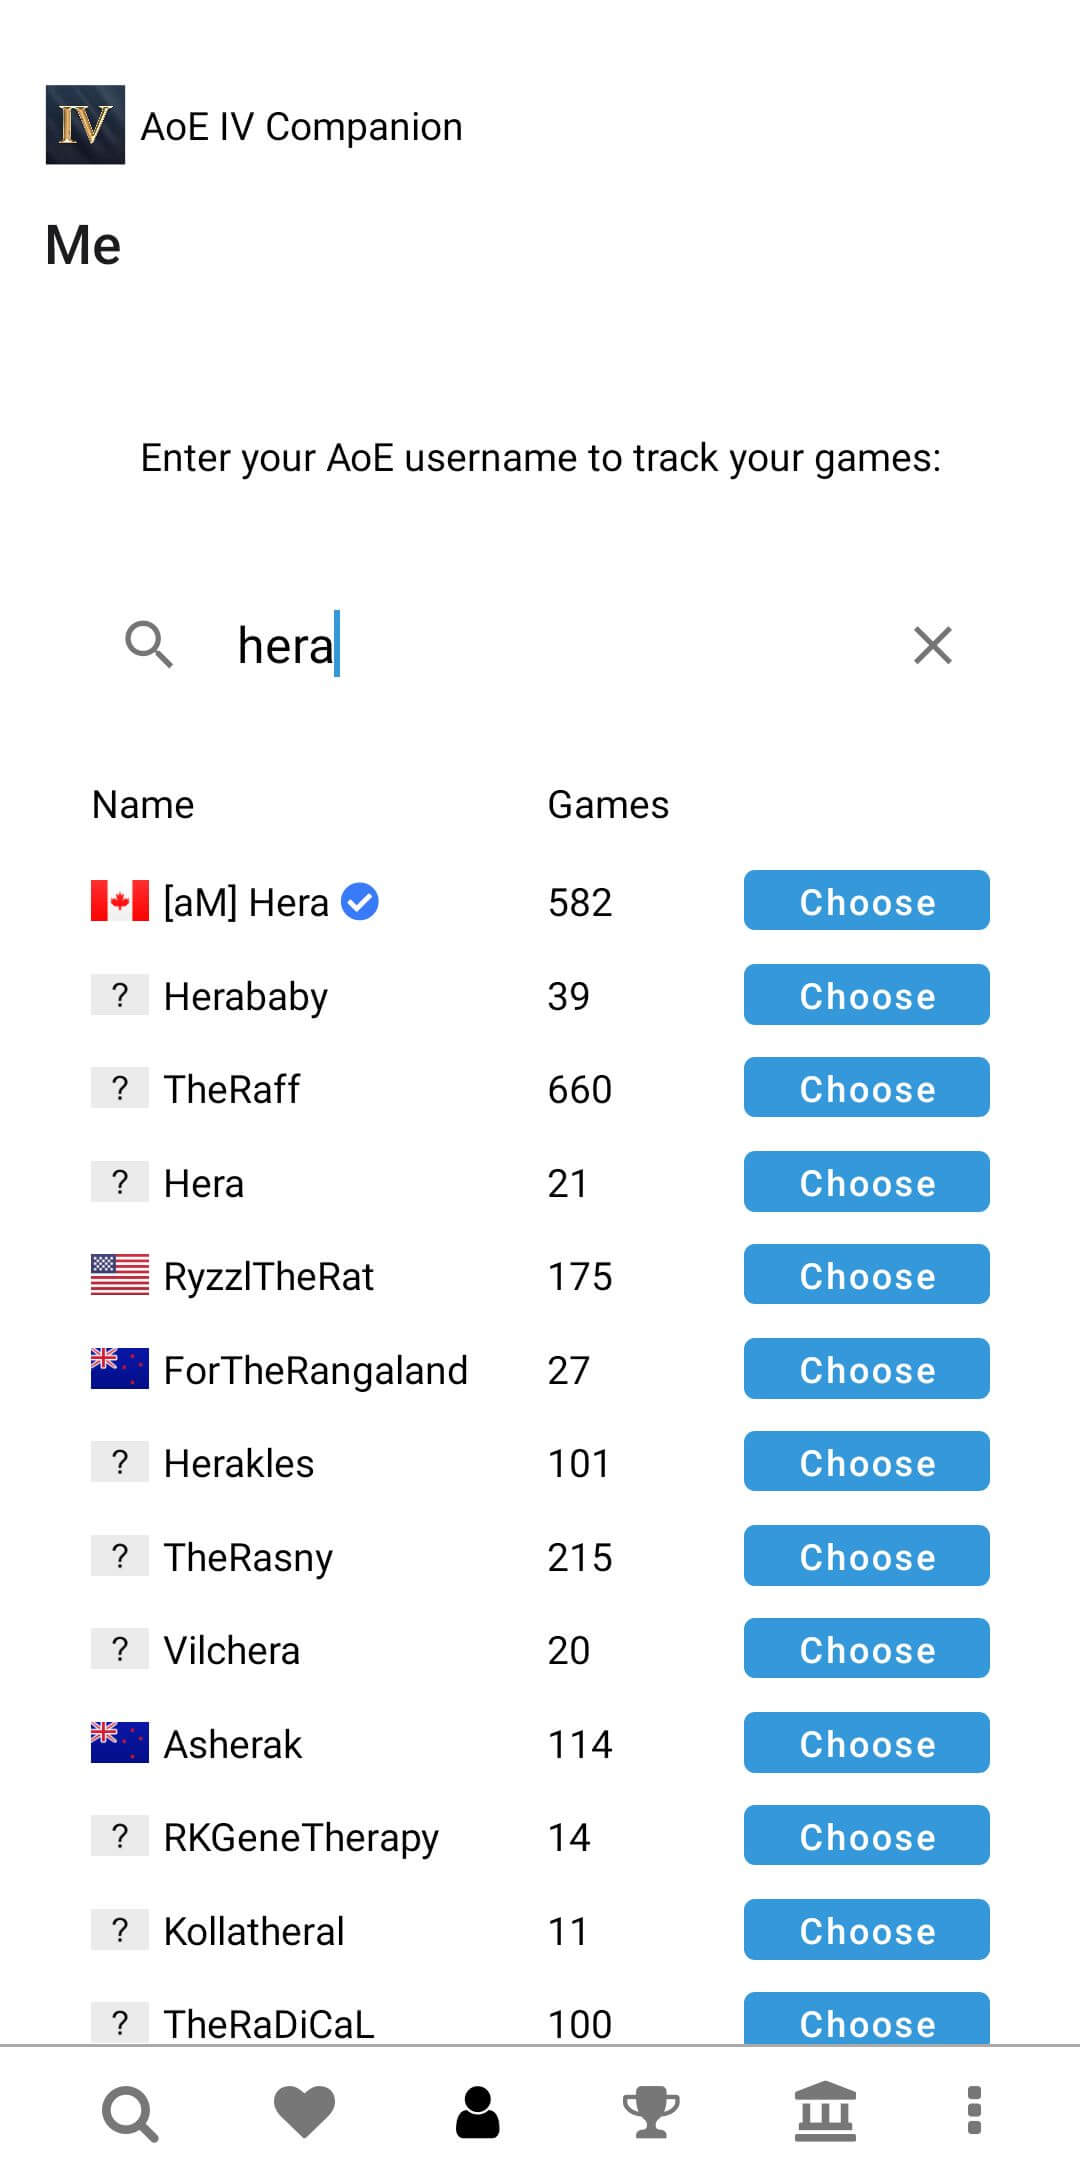 IV AoE IV Companion
Me
Enter your AoE username to track your games:
hera
Name Games
[aM] Hera 582 Choose
? Herababy 39 Choose
? TheRaff 660 Choose
? Hera 21 Choose
RyzzlTheRat 175 Choose
ForTheRangaland 27 Choose
? Herakles 101 Choose
? TheRasny 215 Choose
? Vilchera 20 Choose
Asherak 114 Choose
? RKGeneTherapy 14 Choose
? Kollatheral 11 Choose
? TheRaDiCaL 100 Choose